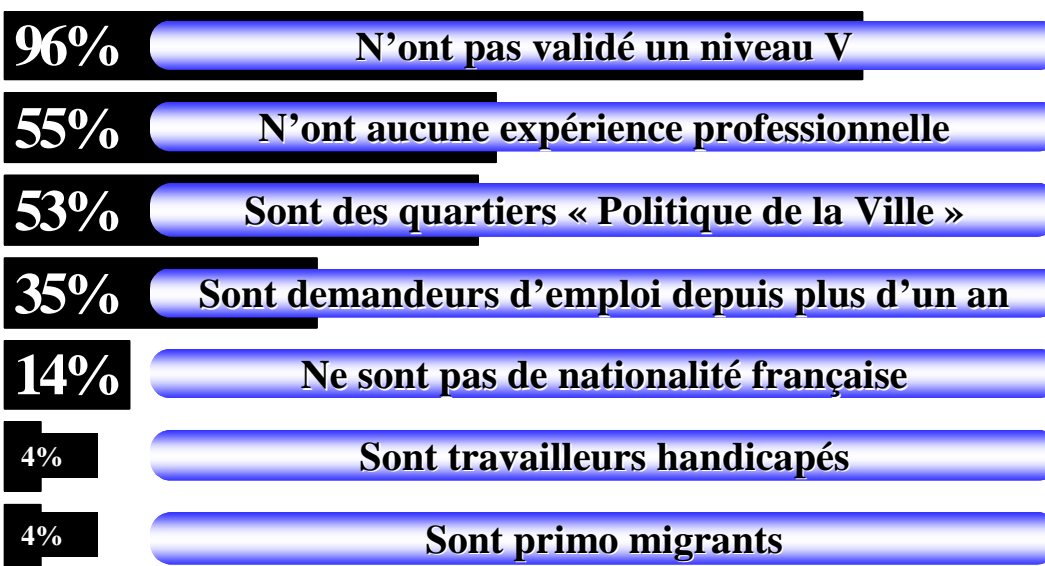 96% N’ont pas validé un niveau V
55% N’ont aucune expérience professionnelle
53% Sont des quartiers « Politique de la Ville »
35% Sont demandeurs d’emploi depuis plus d’un an
14% Ne sont pas de nationalité française
4% Sont travailleurs handicapés
4% Sont primo migrants